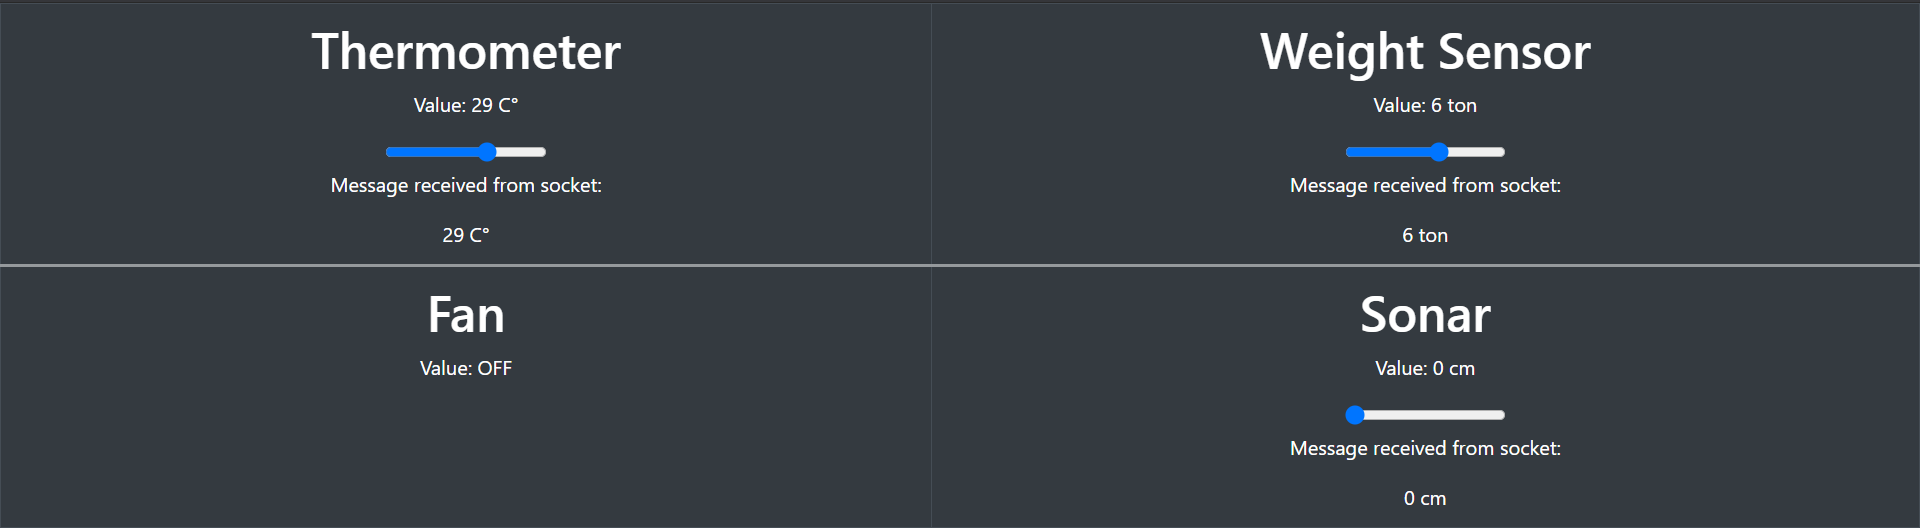 Thermometer
Value: 29 C°
Message received from socket:
29 C°
Weight Sensor
Value: 6 ton
Message received from socket:
6 ton
Fan
Value: OFF
Sonar
Value: 0 cm
Message received from socket:
0 cm